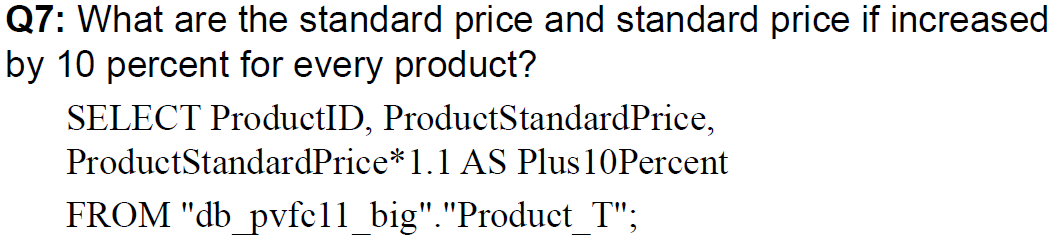 Q7: What are the standard price and standard price if increased
by 10 percent for every product?
SELECT ProductID, ProductStandardPrice,
ProductStandardPrice*1.1 AS Plus10Percent
FROM "db_pvfc11_big"."Product_T";